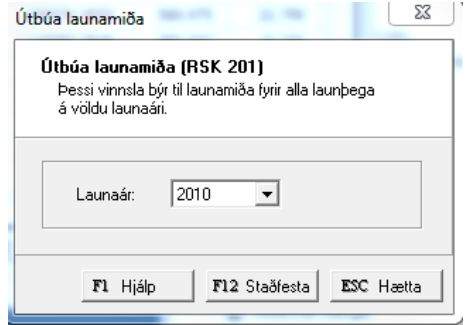 Útbúa launamiða
Útbúa launamiða (RSK 201)
Þessi vinnsla býr til launamiða fyrir alla launþega
á völdu launaári.
Launaár: 2010
F1 Hjálp F12 Staðfesta ESC Hætta